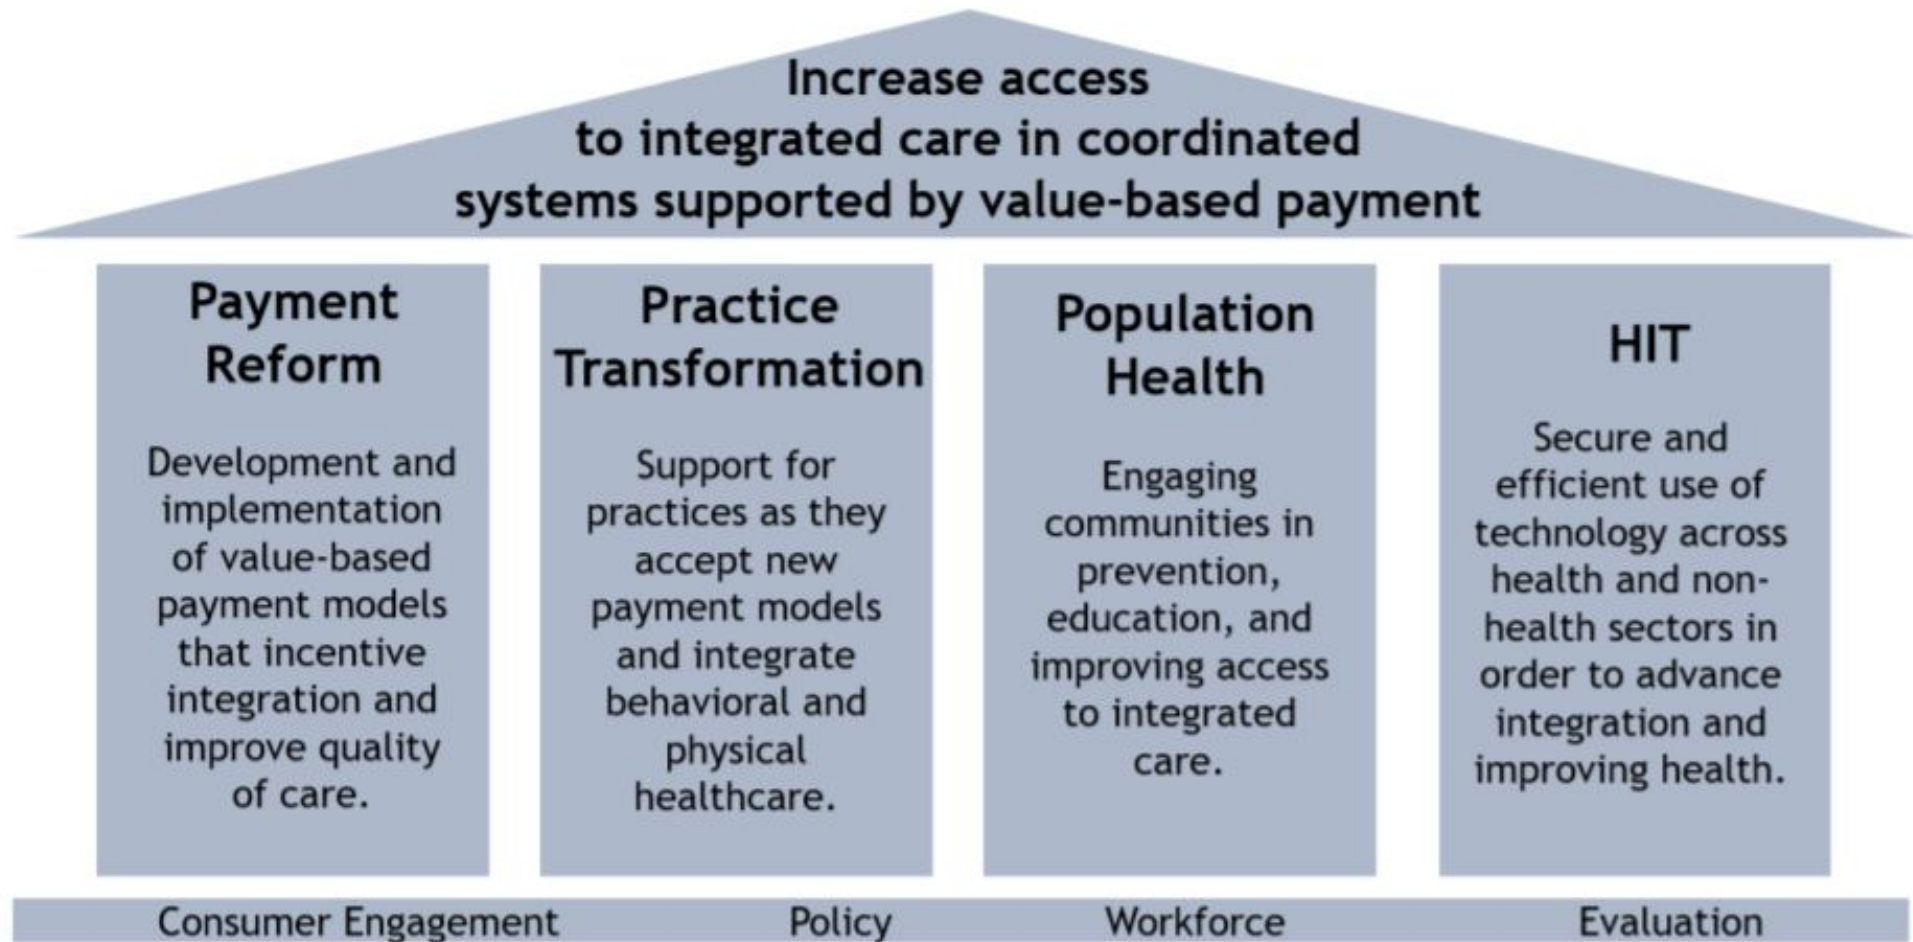 Increase access
to integrated care in coordinated
systems supported by value-based payment
Payment
Reform
Development and
implementation
of value-based
payment models
that incentive
integration and
improve quality
of care.
Practice
Transformation
Support for
practices as they
accept new
payment models
and integrate
behavioral and
physical
healthcare.
Population
Health
Engaging
communities in
prevention,
education, and
improving access
to integrated
care.
HIT
Secure and
efficient use of
technology across
health and non-
health sectors in
order to advance
integration and
improving health.
Consumer Engagement Policy Workforce Evaluation